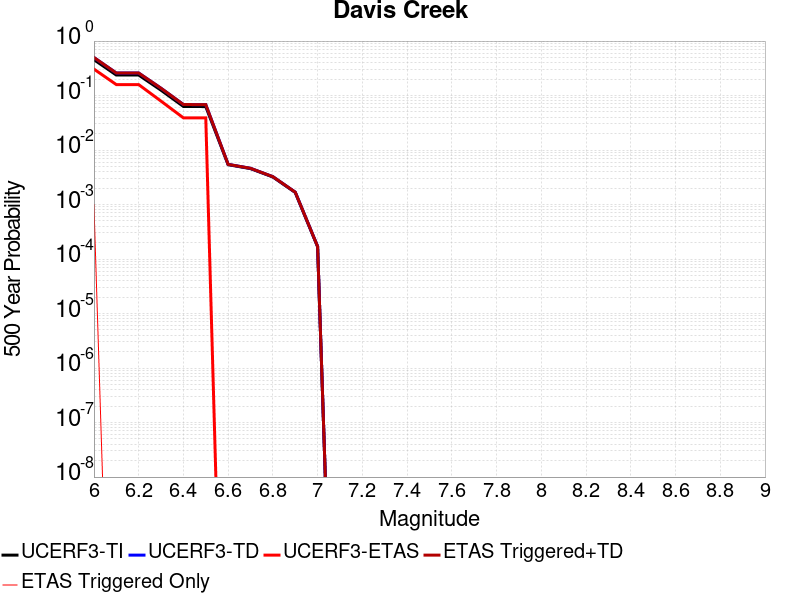 Davis Creek
500 Year Probability
10^0
10^-1
10^-2
10^-3
10^-4
10^-5
10^-6
10^-7
10^-8
6 6.2 6.4 6.6 6.8 7 7.2 7.4 7.6 7.8 8 8.2 8.4 8.6 8.8 9
Magnitude
UCERF3-TI UCERF3-TD UCERF3-ETAS ETAS Triggered+TD
ETAS Triggered Only